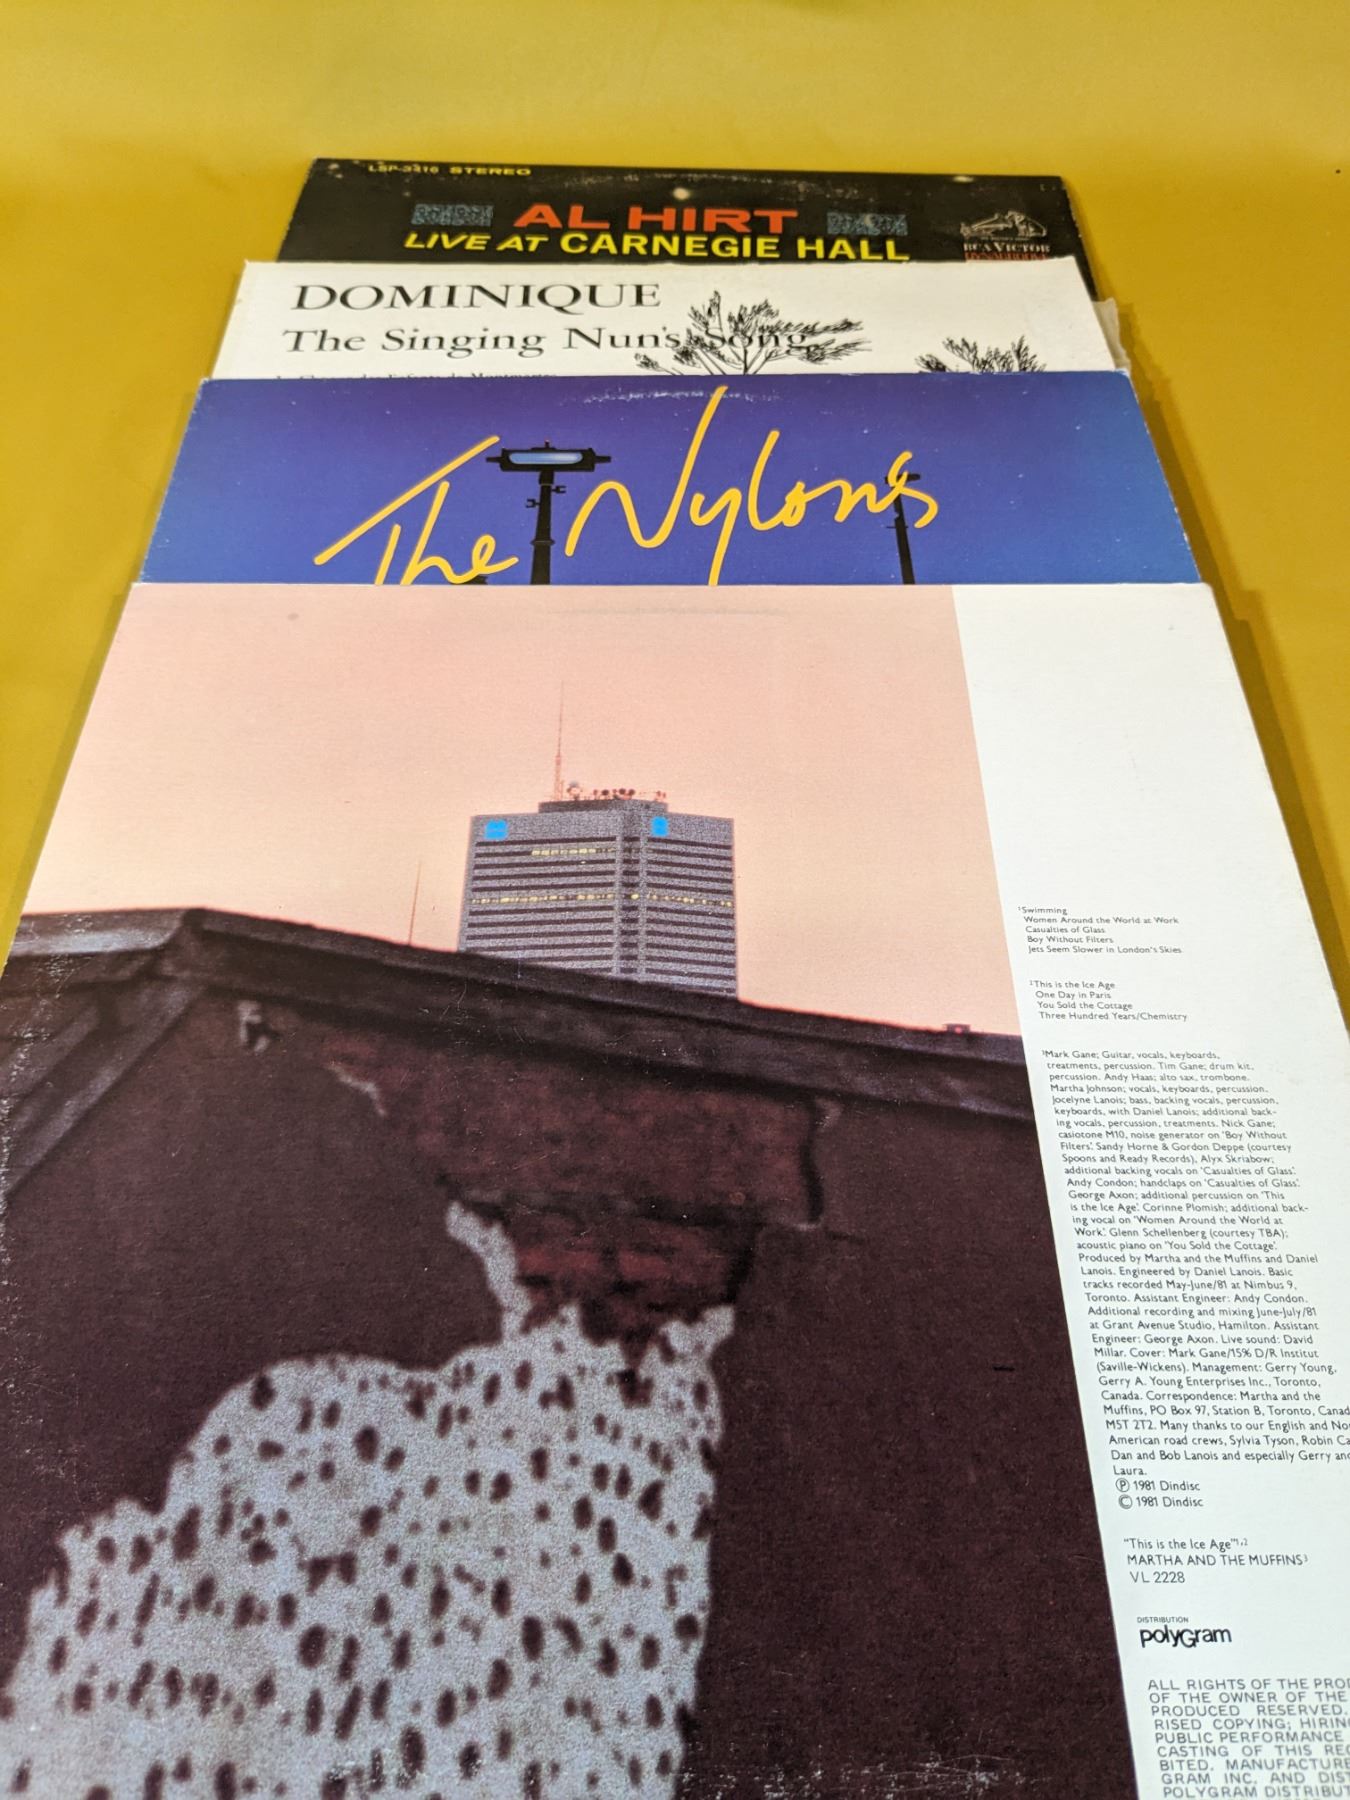 LSP-3416 STEREO
AL HIRT
LIVE AT CARNEGIE HALL
RCA VICTOR
DYNAGROOVE
DOMINIQUE
The Singing Nun's Song
The Nylons
¹Swimming
Women Around the World at Work
Casualties of Glass
Boy Without Filters
Jets Seem Slower in London's Skies
²This is the Ice Age
One Day in Paris
You Sold the Cottage
Three Hundred Years/Chemistry
³Mark Gane; Guitar, vocals, keyboards,
treatments, percussion. Tim Gane; drum kit,
percussion. Andy Haas; alto sax, trombone.
Martha Johnson; vocals, keyboards, percussion.
Jocelyne Lanois; bass, backing vocals, percussion,
keyboards, with Daniel Lanois; additional back-
ing vocals, percussion, treatments. Nick Gane;
casiotone M10, noise generator on 'Boy Without
Filters'. Sandy Horne & Gordon Deppe (courtesy
Spoons and Ready Records), Alyx Skriabow;
additional backing vocals on 'Casualties of Glass'.
Andy Condon; handclaps on 'Casualties of Glass'.
George Axon; additional percussion on 'This
is the Ice Age'. Corinne Plomish; additional back-
ing vocal on 'Women Around the World at
Work'. Glenn Schellenberg (courtesy TBA);
acoustic piano on 'You Sold the Cottage'.
Produced by Martha and the Muffins and Daniel
Lanois. Engineered by Daniel Lanois. Basic
tracks recorded May-June/81 at Nimbus 9,
Toronto. Assistant Engineer: Andy Condon.
Additional recording and mixing June-July/81
at Grant Avenue Studio, Hamilton. Assistant
Engineer: George Axon. Live sound: David
Millar. Cover: Mark Gane/15% D/R Institut
(Saville-Wickens). Management: Gerry Young,
Gerry A. Young Enterprises Inc., Toronto,
Canada. Correspondence: Martha and the
Muffins, PO Box 97, Station B, Toronto, Canad
M5T 2T2. Many thanks to our English and No
American road crews, Sylvia Tyson, Robin Ca
Dan and Bob Lanois and especially Gerry and
Laura.
Ⓟ 1981 Dindisc
© 1981 Dindisc
"This is the Ice Age"¹·²
MARTHA AND THE MUFFINS³
VL 2228
DISTRIBUTION
polyGram
ALL RIGHTS OF THE PROD
OF THE OWNER OF THE
PRODUCED RESERVED.
RISED COPYING; HIRING
PUBLIC PERFORMANCE
CASTING OF THIS REC
BITED. MANUFACTURE
GRAM INC. AND DIST
POLYGRAM DISTRIBUT